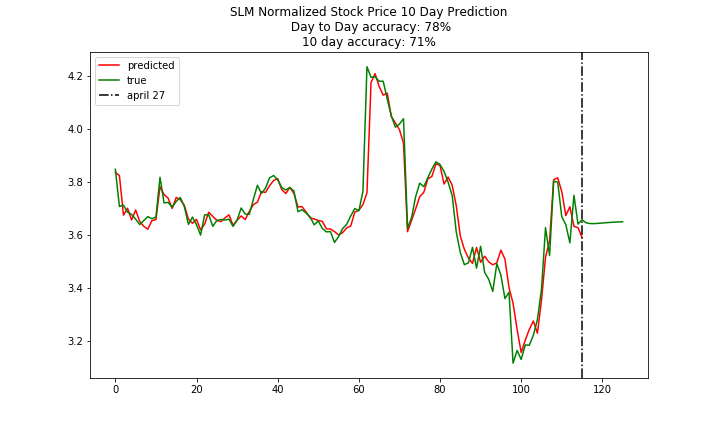 SLM Normalized Stock Price 10 Day Prediction
Day to Day accuracy: 78%
10 day accuracy: 71%
predicted
true
april 27
4.2
4.0
3.8
3.6
3.4
3.2
0 20 40 60 80 100 120